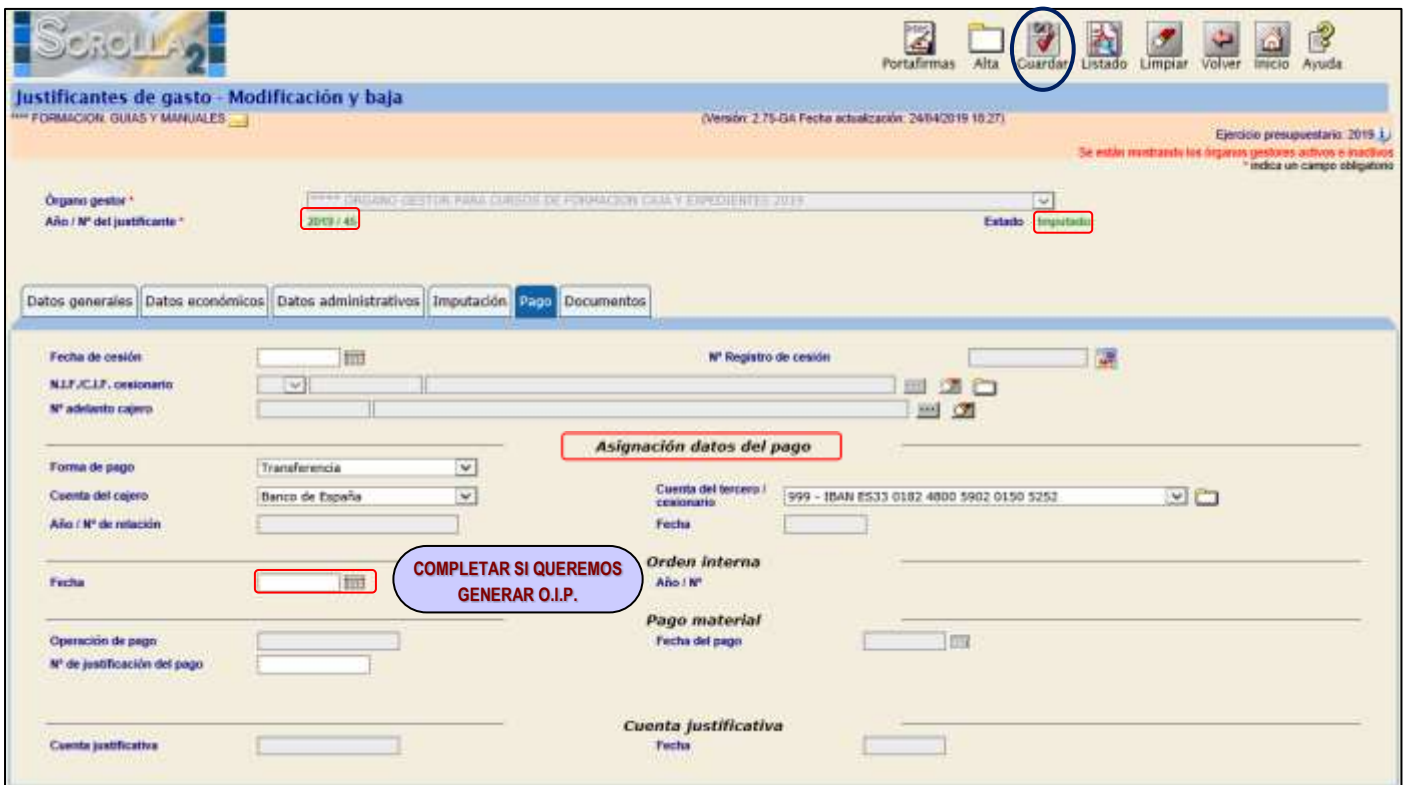 SOROLLA2
Portafirmas Alta Guardar Listado Limpiar Volver Inicio Ayuda
Justificantes de gasto - Modificación y baja
**** FORMACION: GUIAS Y MANUALES
(Versión: 2.75-GA Fecha actualización: 24/04/2019 18:27)
Ejercicio presupuestario: 2019
Se están mostrando los órganos gestores activos e inactivos
* indica un campo obligatorio
Órgano gestor *
***** ORGANO GESTOR PARA CURSOS DE FORMACION CAJA Y EXPEDIENTES 2019
Año / Nº del justificante *
2019 / 45
Estado
Imputado
Datos generales Datos económicos Datos administrativos Imputación Pago Documentos
Fecha de cesión
Nº Registro de cesión
N.I.F./C.I.F. cesionario
Nº adelanto cajero
Asignación datos del pago
Forma de pago
Transferencia
Cuenta del cajero
Banco de España
Cuenta del tercero /
cesionario
999 - IBAN ES33 0182 4800 5902 0150 5252
Año / Nº de relación
Fecha
Orden interna
Fecha
COMPLETAR SI QUEREMOS
GENERAR O.I.P.
Año / Nº
Pago material
Operación de pago
Fecha del pago
Nº de justificación del pago
Cuenta justificativa
Cuenta justificativa
Fecha